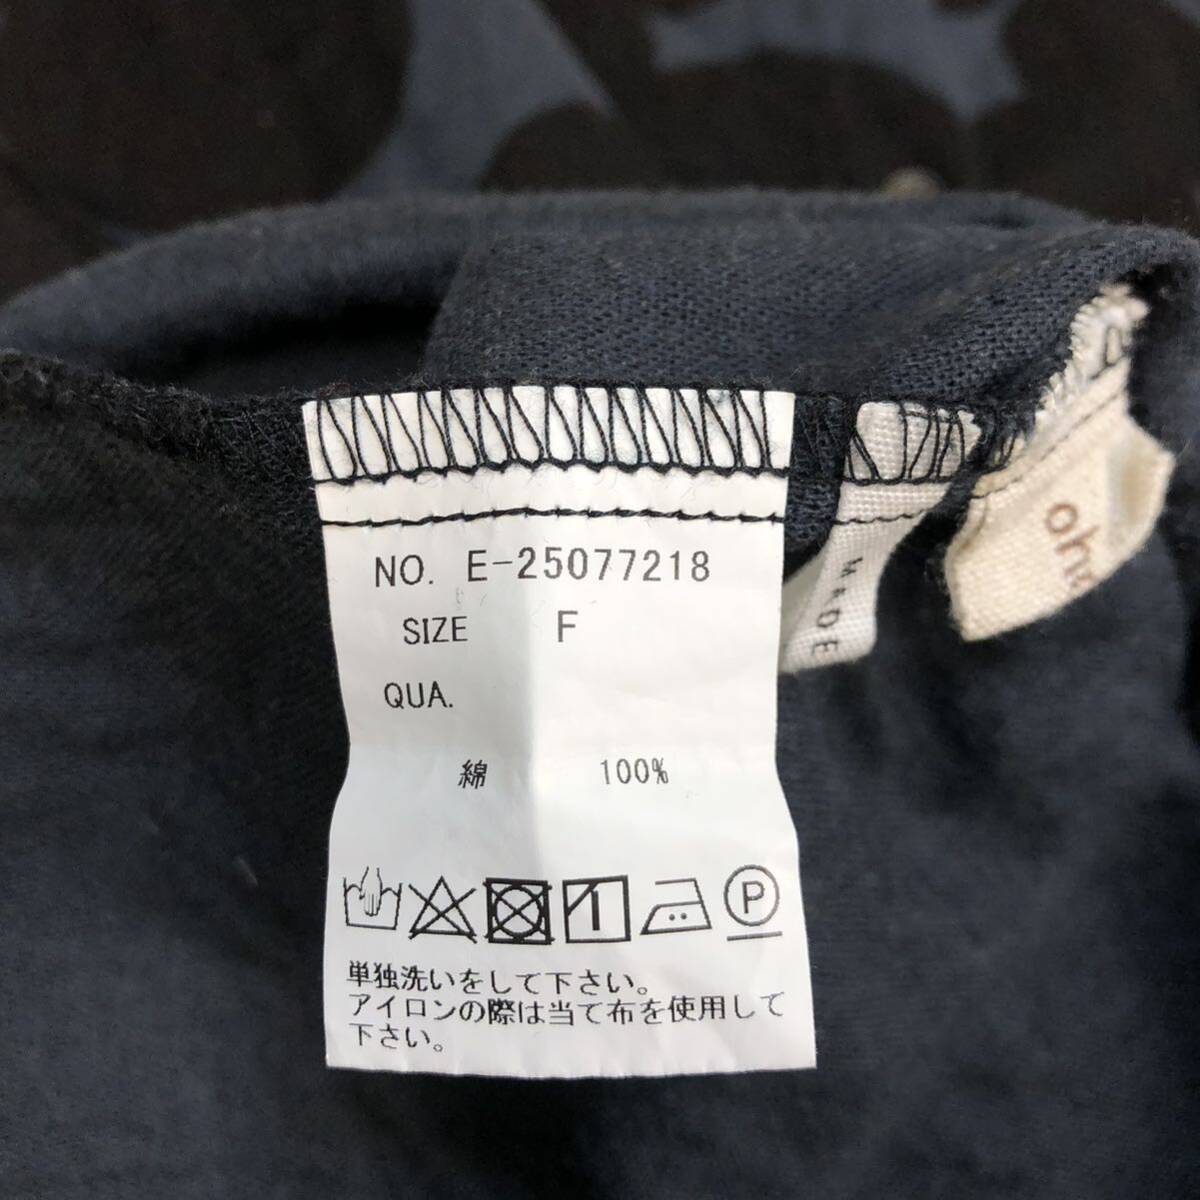 NO. E-25077218
SIZE F
QUA.
綿 100%
P
単独洗いをして下さい。
アイロンの際は当て布を使用して
下さい。